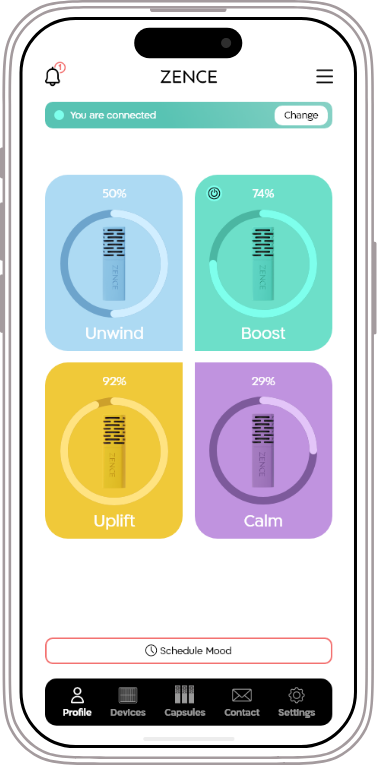 1
ZENCE
You are connected
Change
50%
ZENCE
Unwind
74%
ZENCE
Boost
92%
ZENCE
Uplift
29%
ZENCE
Calm
Schedule Mood
Profile
Devices
Capsules
Contact
Settings